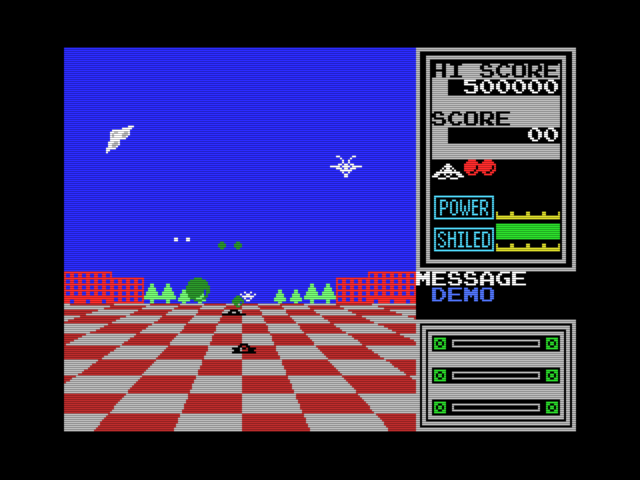 HI SCORE
500000
SCORE
00
POWER
SHILED
MESSAGE
DEMO